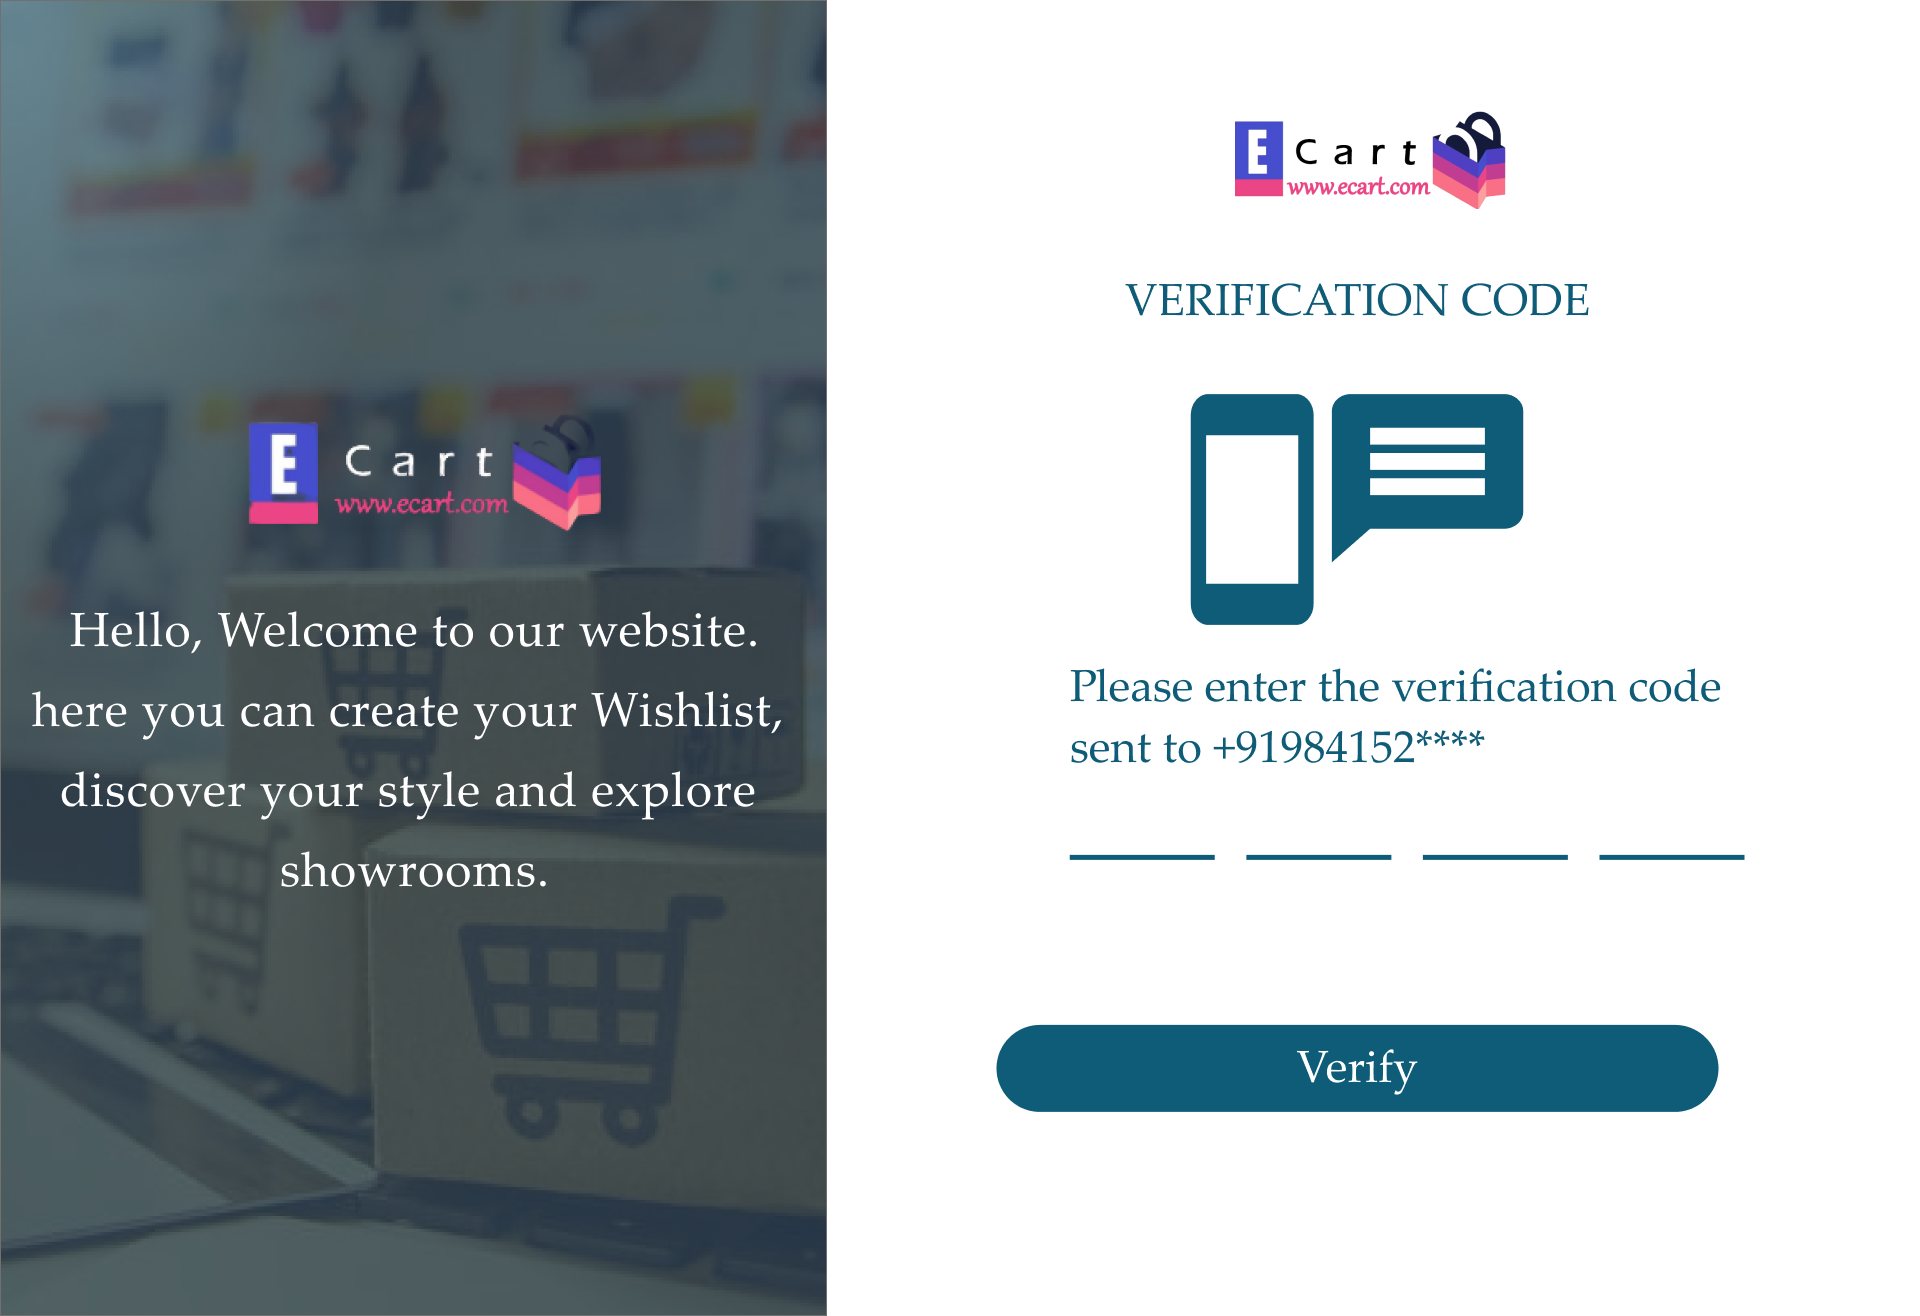 E Cart
www.ecart.com
Hello, Welcome to our website.
here you can create your Wishlist,
discover your style and explore
showrooms.
E Cart
www.ecart.com
VERIFICATION CODE
Please enter the verification code
sent to +91984152****
Verify